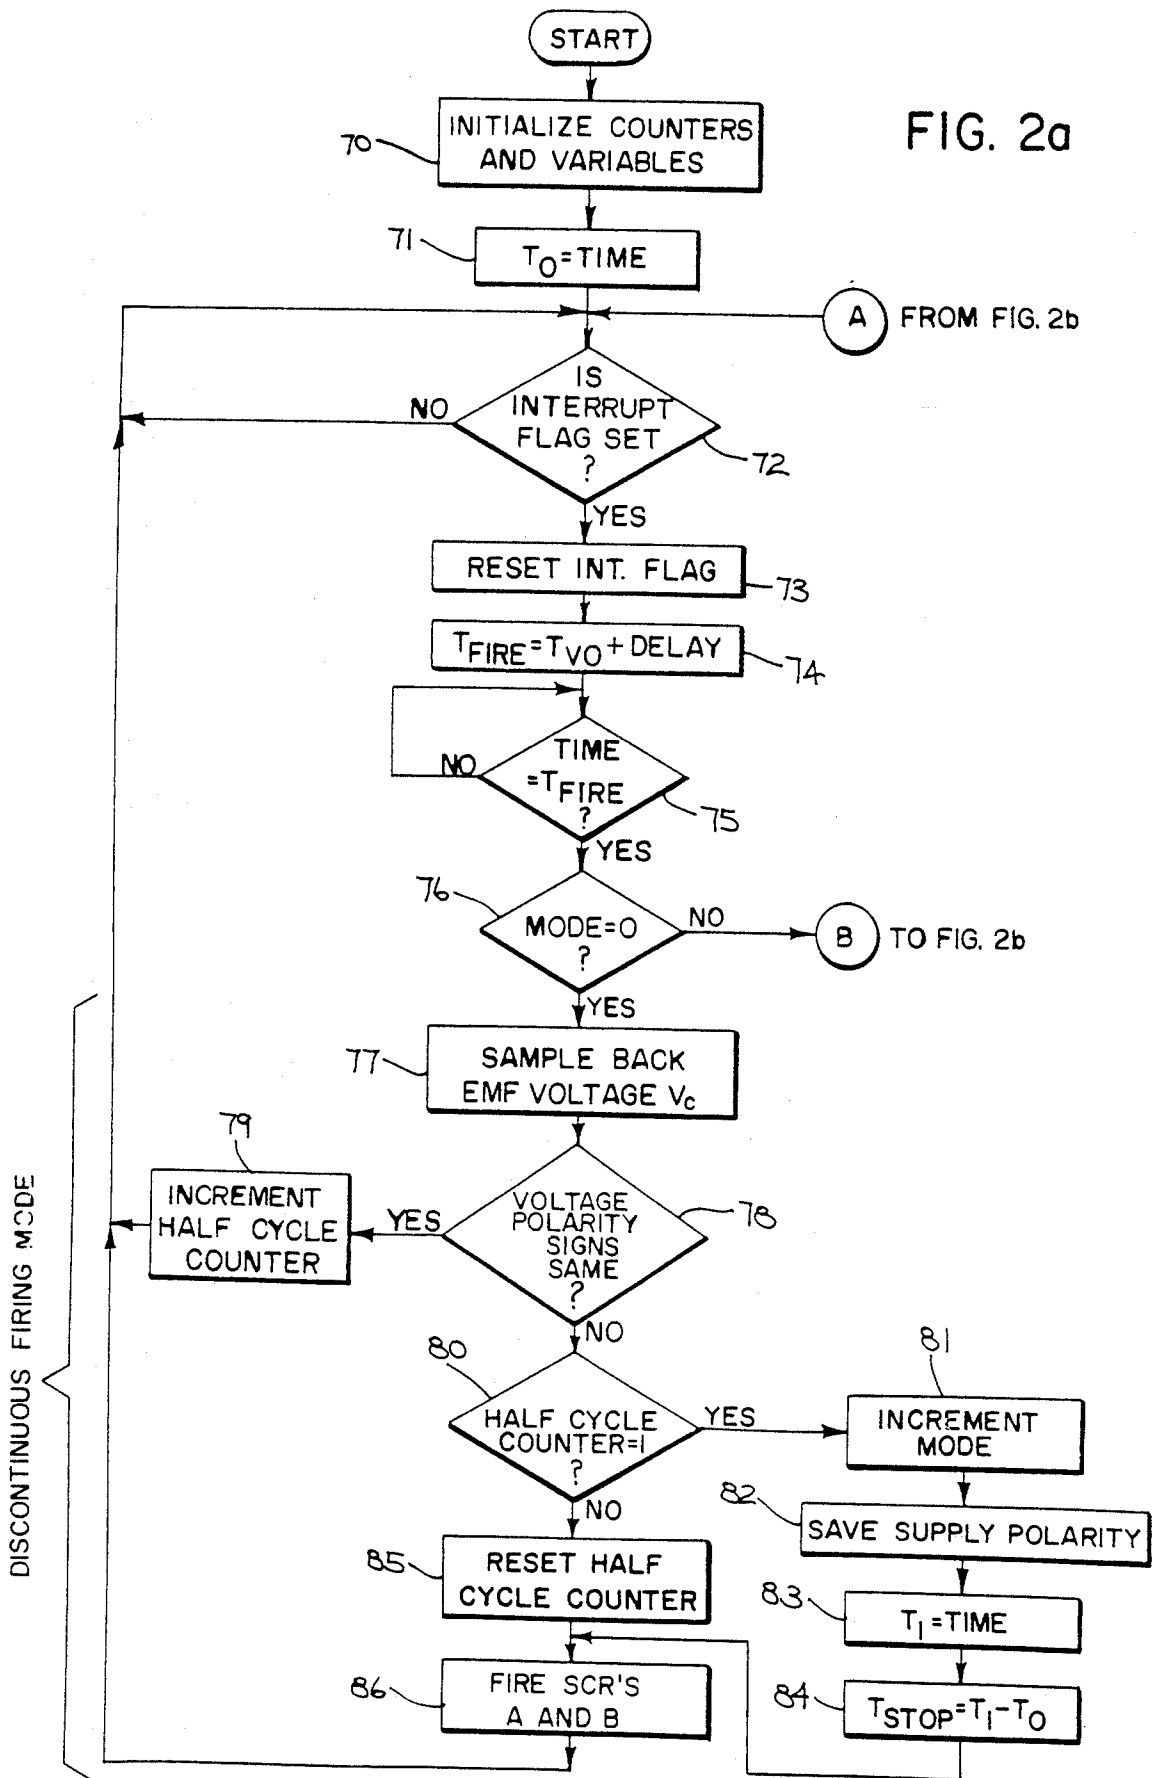 START
FIG. 2a
INITIALIZE COUNTERS
AND VARIABLES
70
71
T0=TIME
A
FROM FIG. 2b
IS
INTERRUPT
FLAG SET
?
NO
72
YES
RESET INT. FLAG
73
TFIRE=TVO+DELAY
74
TIME
=TFIRE
?
NO
75
YES
76
MODE=0
?
NO
B
TO FIG. 2b
YES
77
SAMPLE BACK
EMF VOLTAGE Vc
79
INCREMENT
HALF CYCLE
COUNTER
YES
VOLTAGE
POLARITY
SIGNS
SAME
?
78
NO
DISCONTINUOUS FIRING MODE
80
HALF CYCLE
COUNTER=1
?
YES
81
INCREMENT
MODE
NO
82
SAVE SUPPLY POLARITY
85
RESET HALF
CYCLE COUNTER
83
T1=TIME
86
FIRE SCR'S
A AND B
84
TSTOP=T1-T0